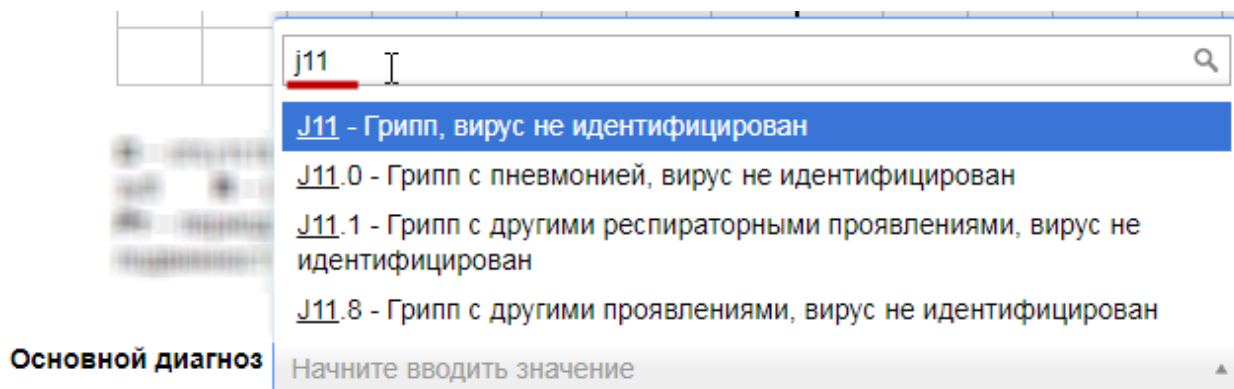 j11
J11 - Грипп, вирус не идентифицирован
J11.0 - Грипп с пневмонией, вирус не идентифицирован
J11.1 - Грипп с другими респираторными проявлениями, вирус не
идентифицирован
J11.8 - Грипп с другими проявлениями, вирус не идентифицирован
Основной диагноз Начните вводить значение